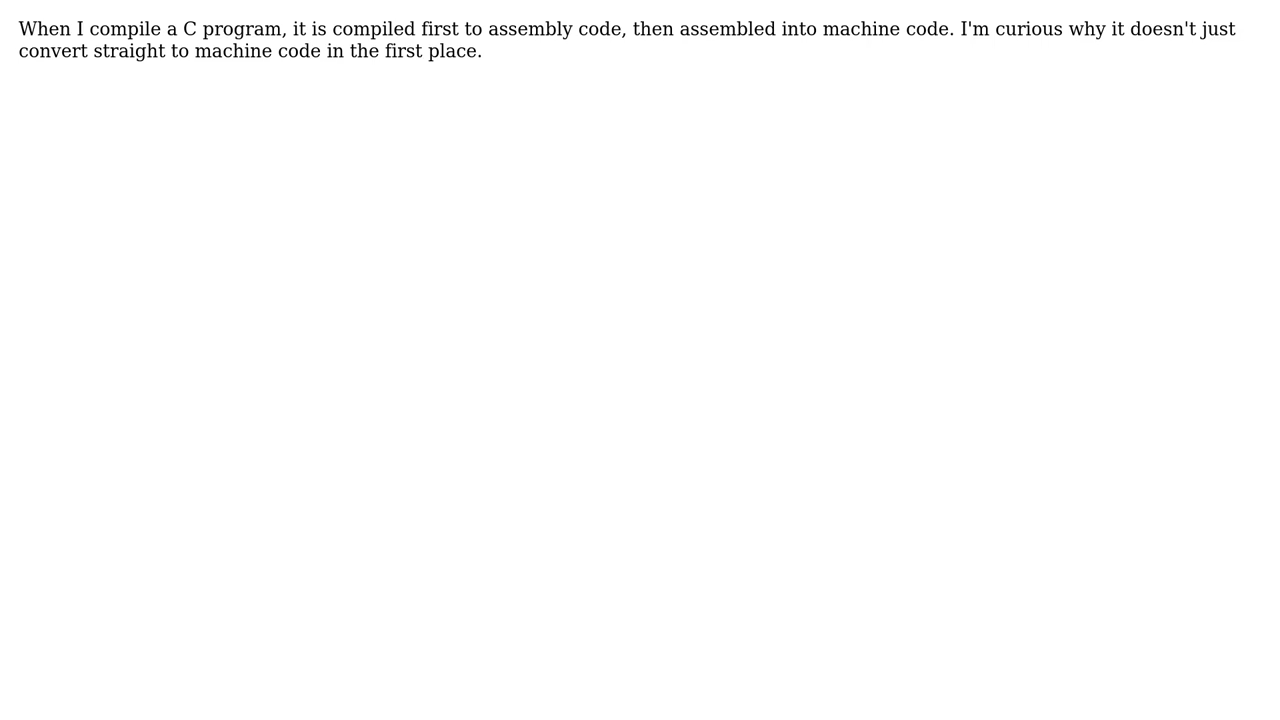 When I compile a C program, it is compiled first to assembly code, then assembled into machine code. I'm curious why it doesn't just
convert straight to machine code in the first place.